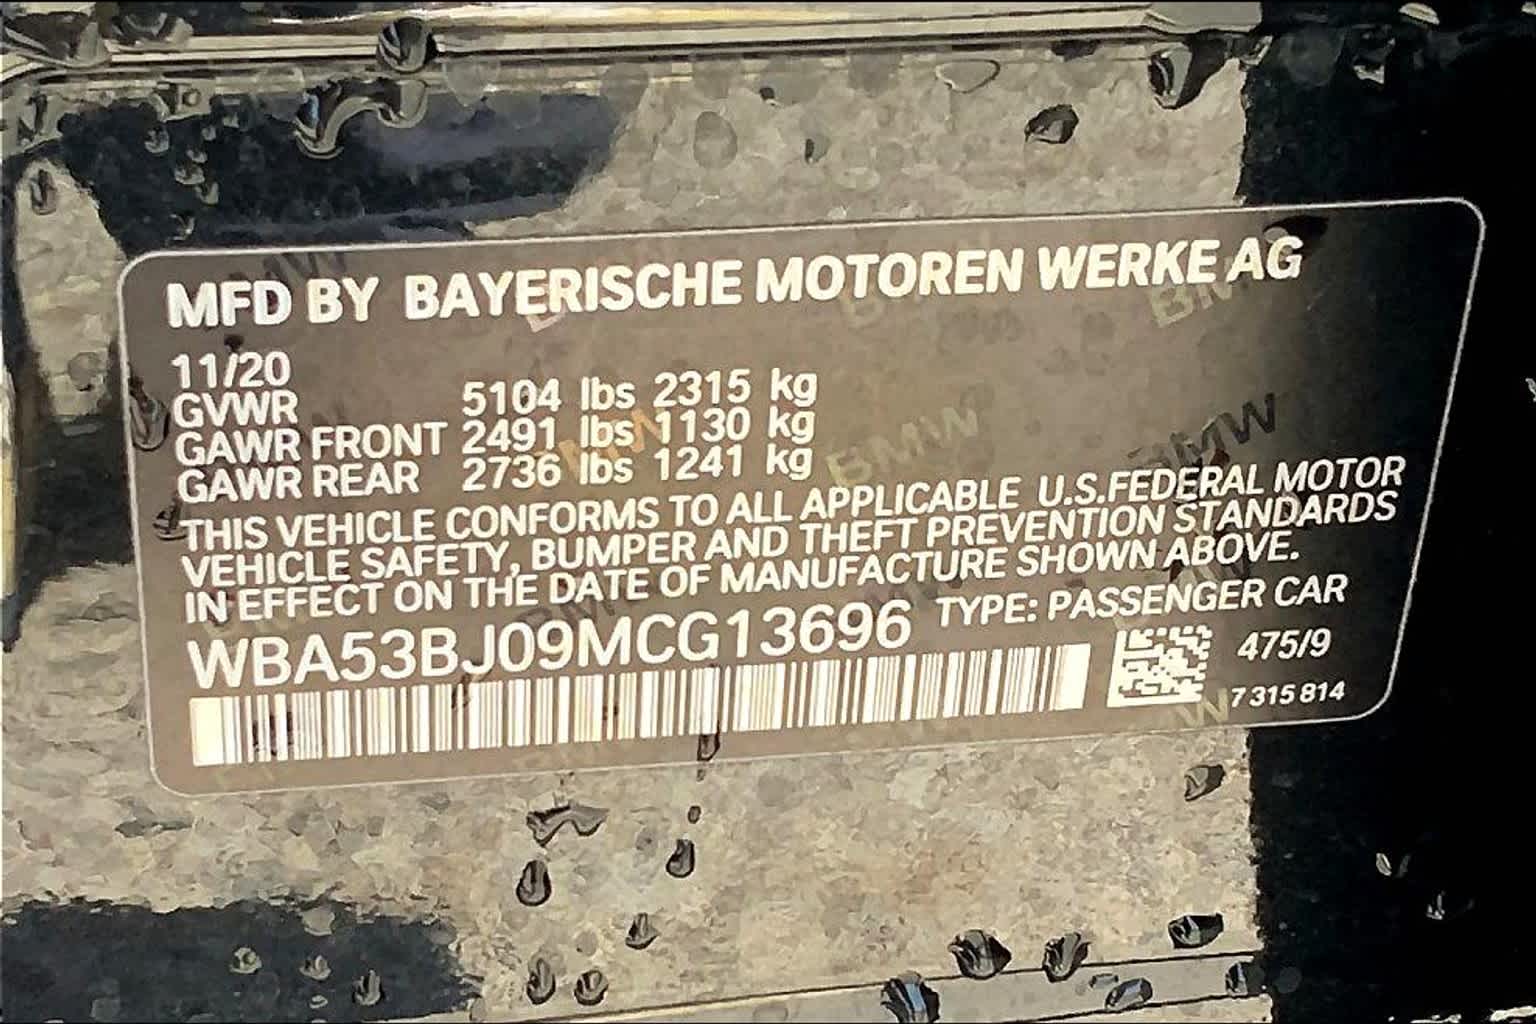 MFD BY BAYERISCHE MOTOREN WERKE AG
11/20
GVWR 5104 lbs 2315 kg
GAWR FRONT 2491 lbs 1130 kg
GAWR REAR 2736 lbs 1241 kg
THIS VEHICLE CONFORMS TO ALL APPLICABLE U.S.FEDERAL MOTOR
VEHICLE SAFETY, BUMPER AND THEFT PREVENTION STANDARDS
IN EFFECT ON THE DATE OF MANUFACTURE SHOWN ABOVE.
WBA53BJ09MCG13696 TYPE: PASSENGER CAR
475/9
7 315 814